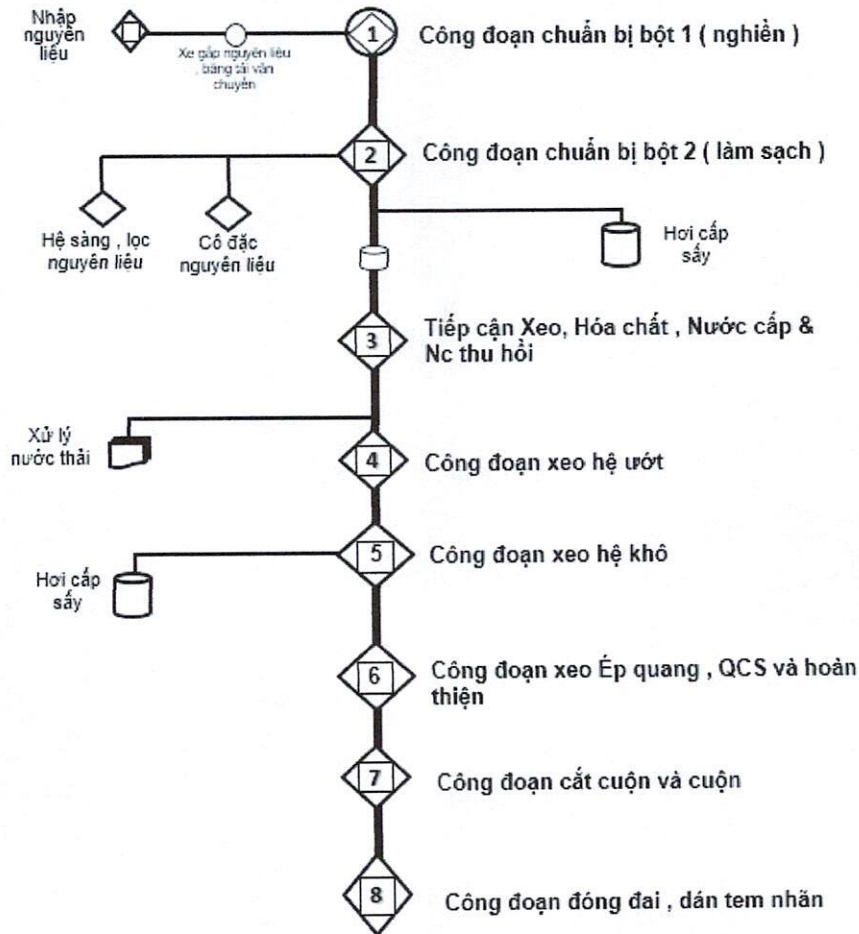 Nhập
nguyên
liệu
Xe gắp nguyên liệu
, băng tải vận
chuyển
1
Công đoạn chuẩn bị bột 1 ( nghiền )
2
Công đoạn chuẩn bị bột 2 ( làm sạch )
Hệ sàng , lọc
nguyên liệu
Cô đặc
nguyên liệu
Hơi cấp
sấy
3
Tiếp cận Xeo, Hóa chất , Nước cấp &
Nc thu hồi
Xử lý
nước thải
4
Công đoạn xeo hệ ướt
5
Công đoạn xeo hệ khô
Hơi cấp
sấy
6
Công đoạn xeo Ép quang , QCS và hoàn
thiện
7
Công đoạn cắt cuộn và cuộn
8
Công đoạn đóng đai , dán tem nhãn